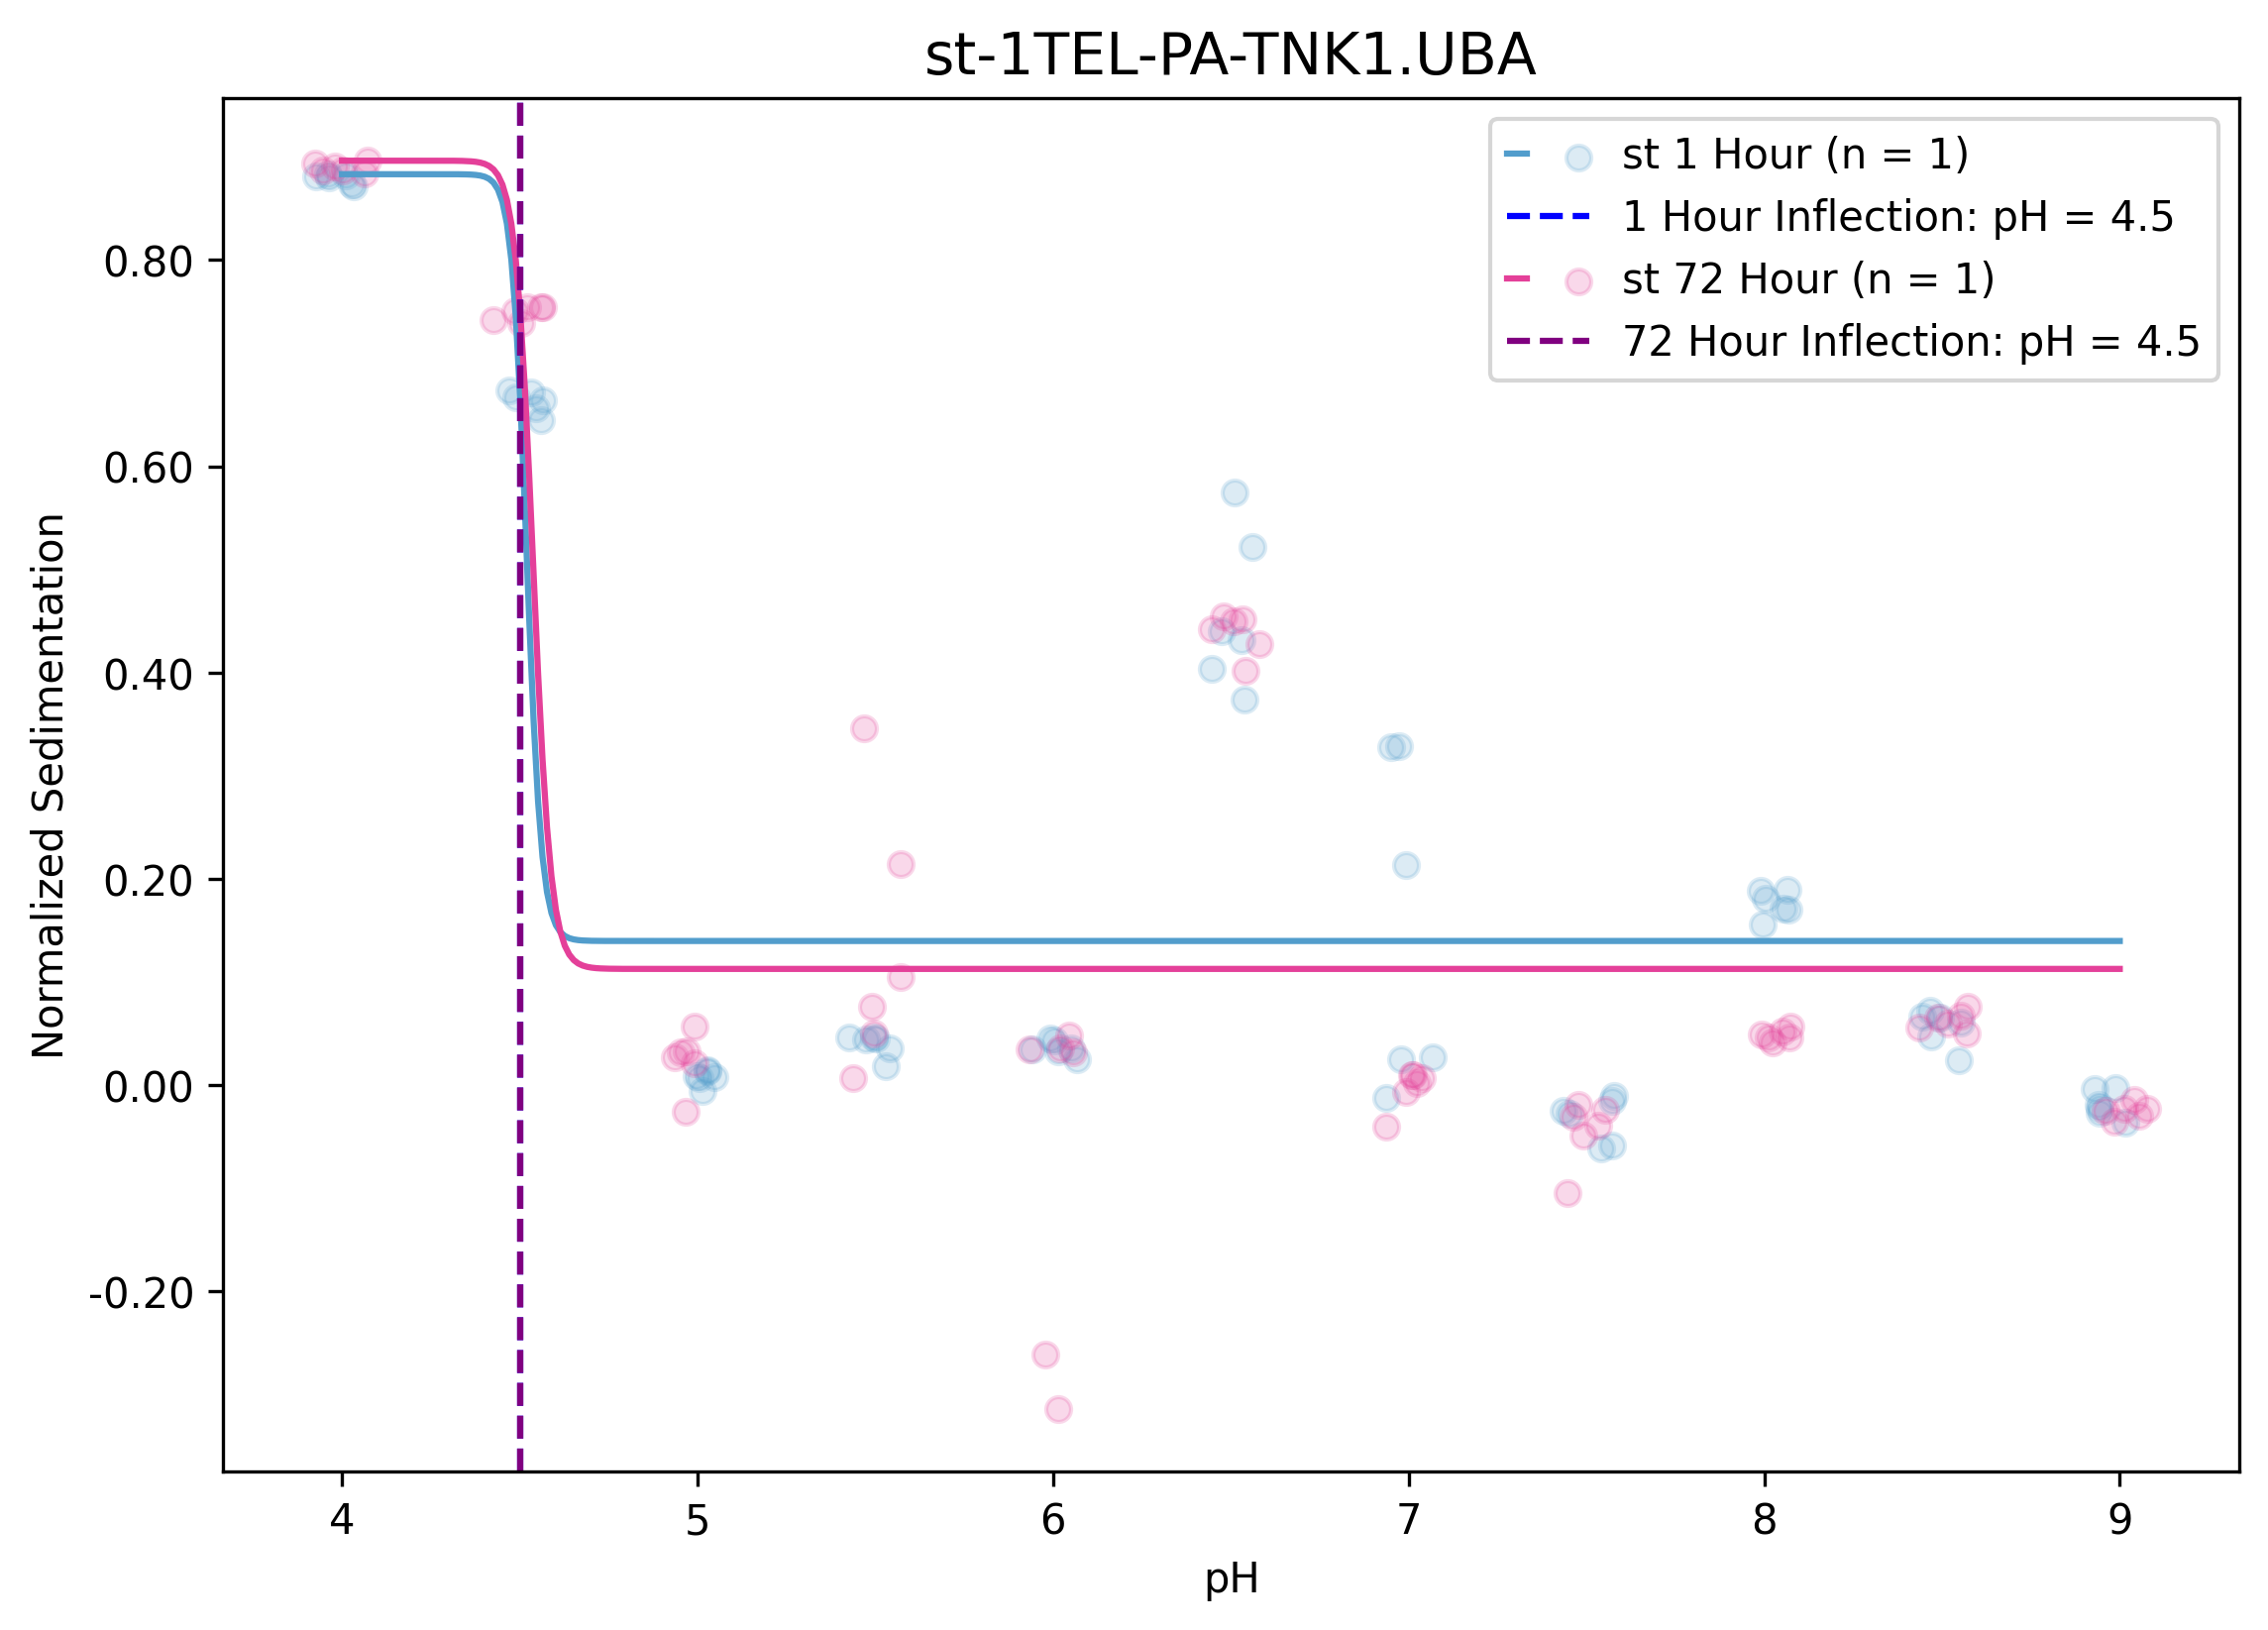 st-1TEL-PA-TNK1.UBA
st 1 Hour (n = 1)
1 Hour Inflection: pH = 4.5
st 72 Hour (n = 1)
72 Hour Inflection: pH = 4.5
Normalized Sedimentation
0.80
0.60
0.40
0.20
0.00
-0.20
4 5 6 7 8 9
pH